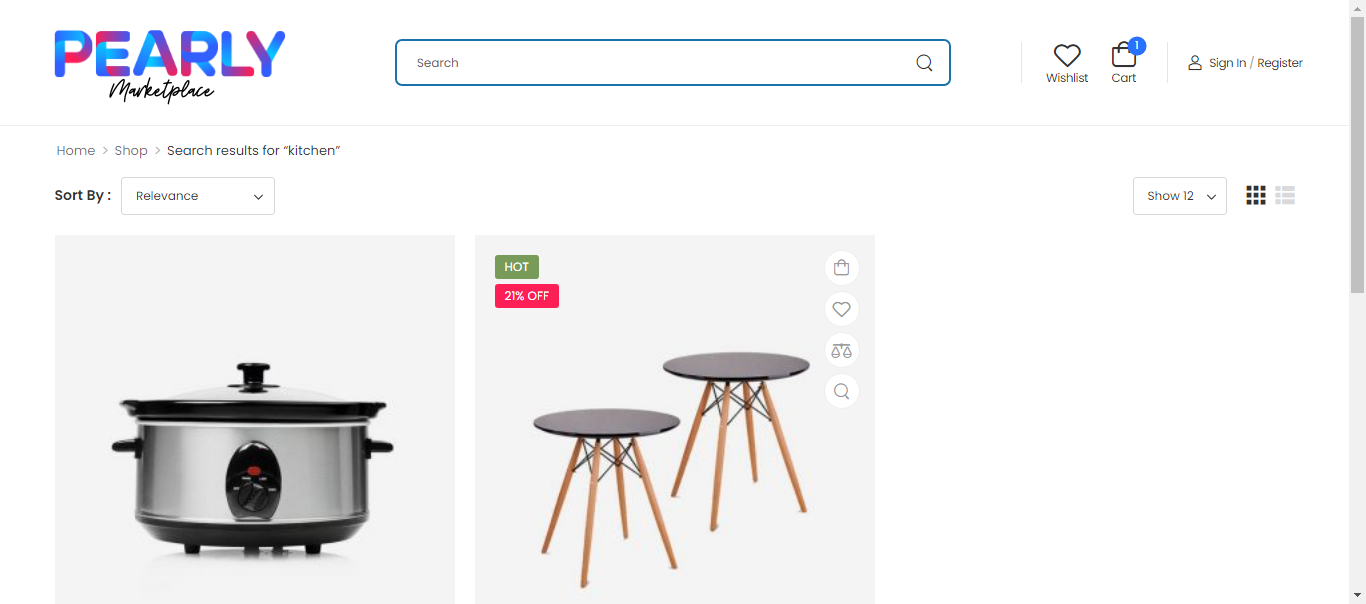 PEARLY
Marketplace
Search
Wishlist
1
Cart
Sign In / Register
Home > Shop > Search results for “kitchen”
Sort By :
Relevance
Show 12
HOT
21% OFF